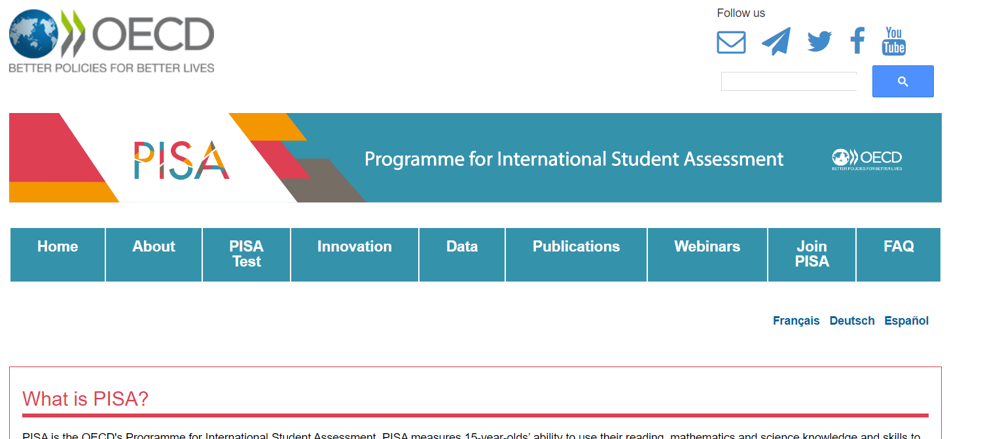 OECD
BETTER POLICIES FOR BETTER LIVES
Follow us
You
Tube
PISA
Programme for International Student Assessment
OECD
BETTER POLICIES FOR BETTER LIVES
Home
About
PISA
Test
Innovation
Data
Publications
Webinars
Join
PISA
FAQ
Français Deutsch Español
What is PISA?
PISA is the OECD's Programme for International Student Assessment. PISA measures 15-year-olds’ ability to use their reading, mathematics and science knowledge and skills to